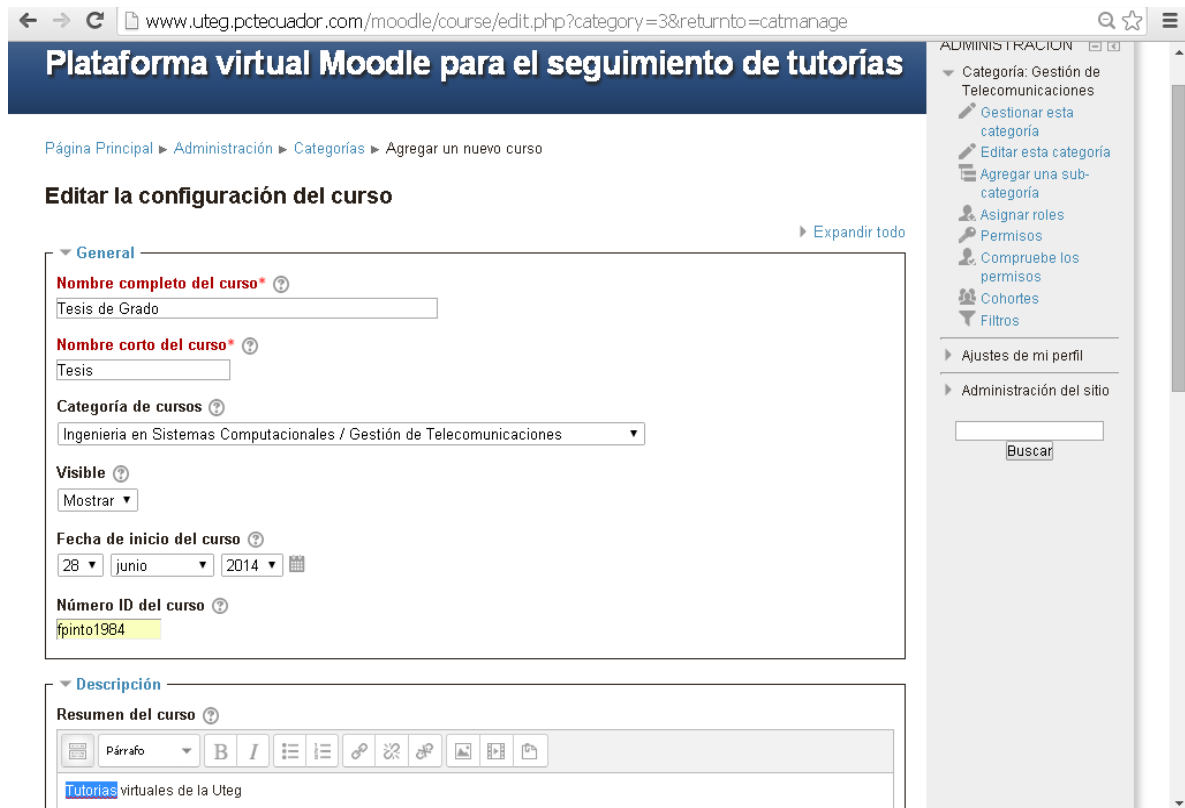 www.uteg.pctecuador.com/moodle/course/edit.php?category=3&returnto=catmanage
Plataforma virtual Moodle para el seguimiento de tutorías
Página Principal ► Administración ► Categorías ► Agregar un nuevo curso
Editar la configuración del curso
Expandir todo
General
Nombre completo del curso*
Tesis de Grado
Nombre corto del curso*
Tesis
Categoría de cursos
Ingenieria en Sistemas Computacionales / Gestión de Telecomunicaciones
Visible
Mostrar
Fecha de inicio del curso
28 junio 2014
Número ID del curso
fpinto1984
Descripción
Resumen del curso
Párrafo B I
Tutorias virtuales de la Uteg
ADMINISTRACIÓN
Categoría: Gestión de
Telecomunicaciones
Gestionar esta
categoría
Editar esta categoría
Agregar una sub-
categoría
Asignar roles
Permisos
Compruebe los
permisos
Cohortes
Filtros
Ajustes de mi perfil
Administración del sitio
Buscar